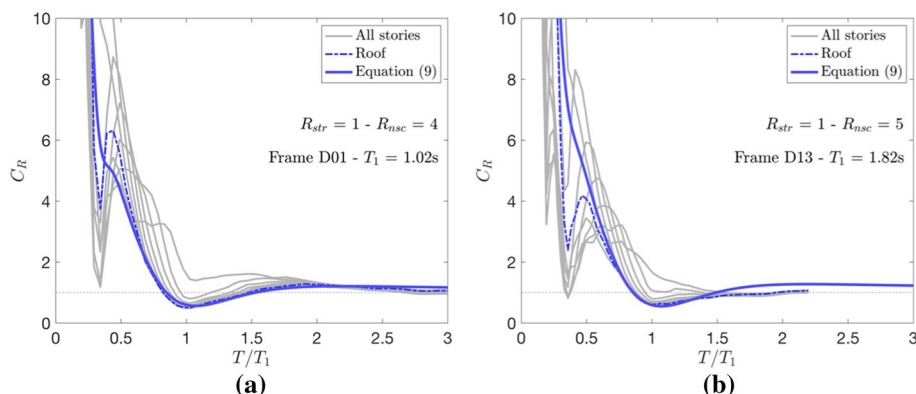 10
8
6
4
2
0
C_R
All stories
Roof
Equation (9)
R_str = 1 - R_nsc = 4
Frame D01 - T_1 = 1.02s
0 0.5 1 1.5 2 2.5 3
T/T_1
(a)
10
8
6
4
2
0
C_R
All stories
Roof
Equation (9)
R_str = 1 - R_nsc = 5
Frame D13 - T_1 = 1.82s
0 0.5 1 1.5 2 2.5 3
T/T_1
(b)